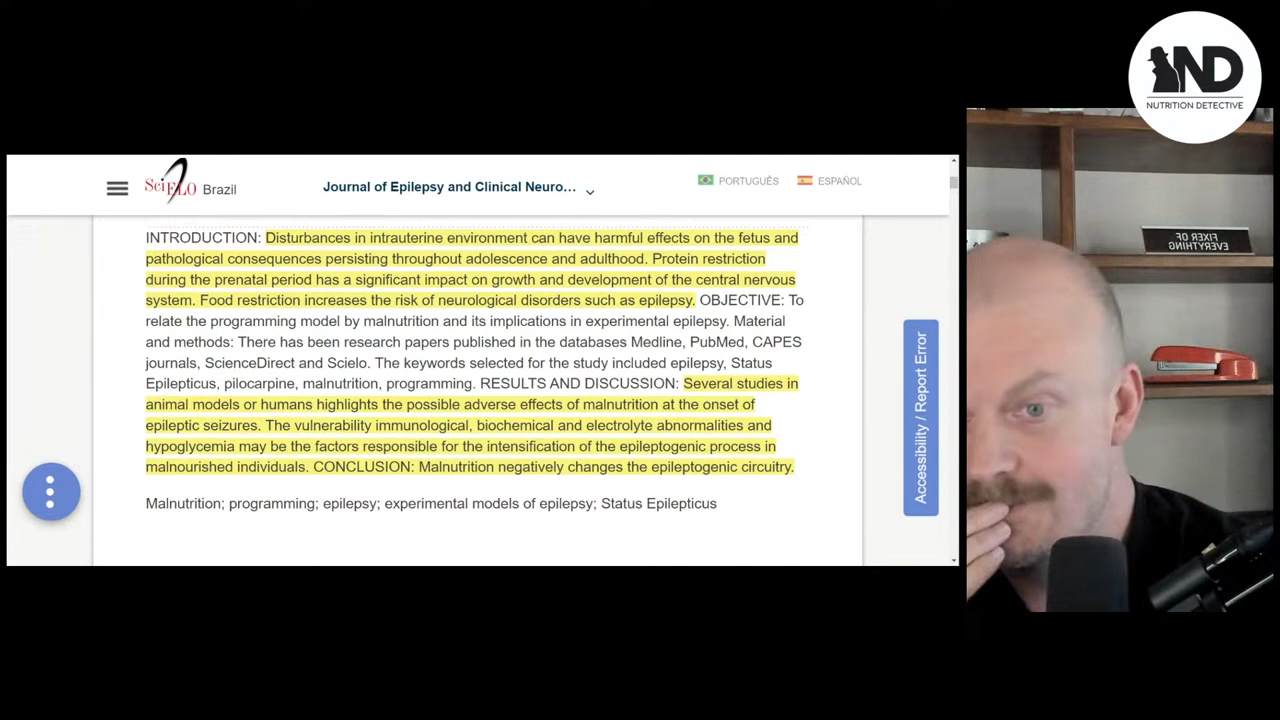 ND
NUTRITION DETECTIVE
SciELO Brazil
Journal of Epilepsy and Clinical Neuro...
PORTUGUÊS
ESPAÑOL
INTRODUCTION: Disturbances in intrauterine environment can have harmful effects on the fetus and
pathological consequences persisting throughout adolescence and adulthood. Protein restriction
during the prenatal period has a significant impact on growth and development of the central nervous
system. Food restriction increases the risk of neurological disorders such as epilepsy. OBJECTIVE: To
relate the programming model by malnutrition and its implications in experimental epilepsy. Material
and methods: There has been research papers published in the databases Medline, PubMed, CAPES
journals, ScienceDirect and Scielo. The keywords selected for the study included epilepsy, Status
Epilepticus, pilocarpine, malnutrition, programming. RESULTS AND DISCUSSION: Several studies in
animal models or humans highlights the possible adverse effects of malnutrition at the onset of
epileptic seizures. The vulnerability immunological, biochemical and electrolyte abnormalities and
hypoglycemia may be the factors responsible for the intensification of the epileptogenic process in
malnourished individuals. CONCLUSION: Malnutrition negatively changes the epileptogenic circuitry.
Malnutrition; programming; epilepsy; experimental models of epilepsy; Status Epilepticus
Accessibility / Report Error
FIXER OF
EVERYTHING